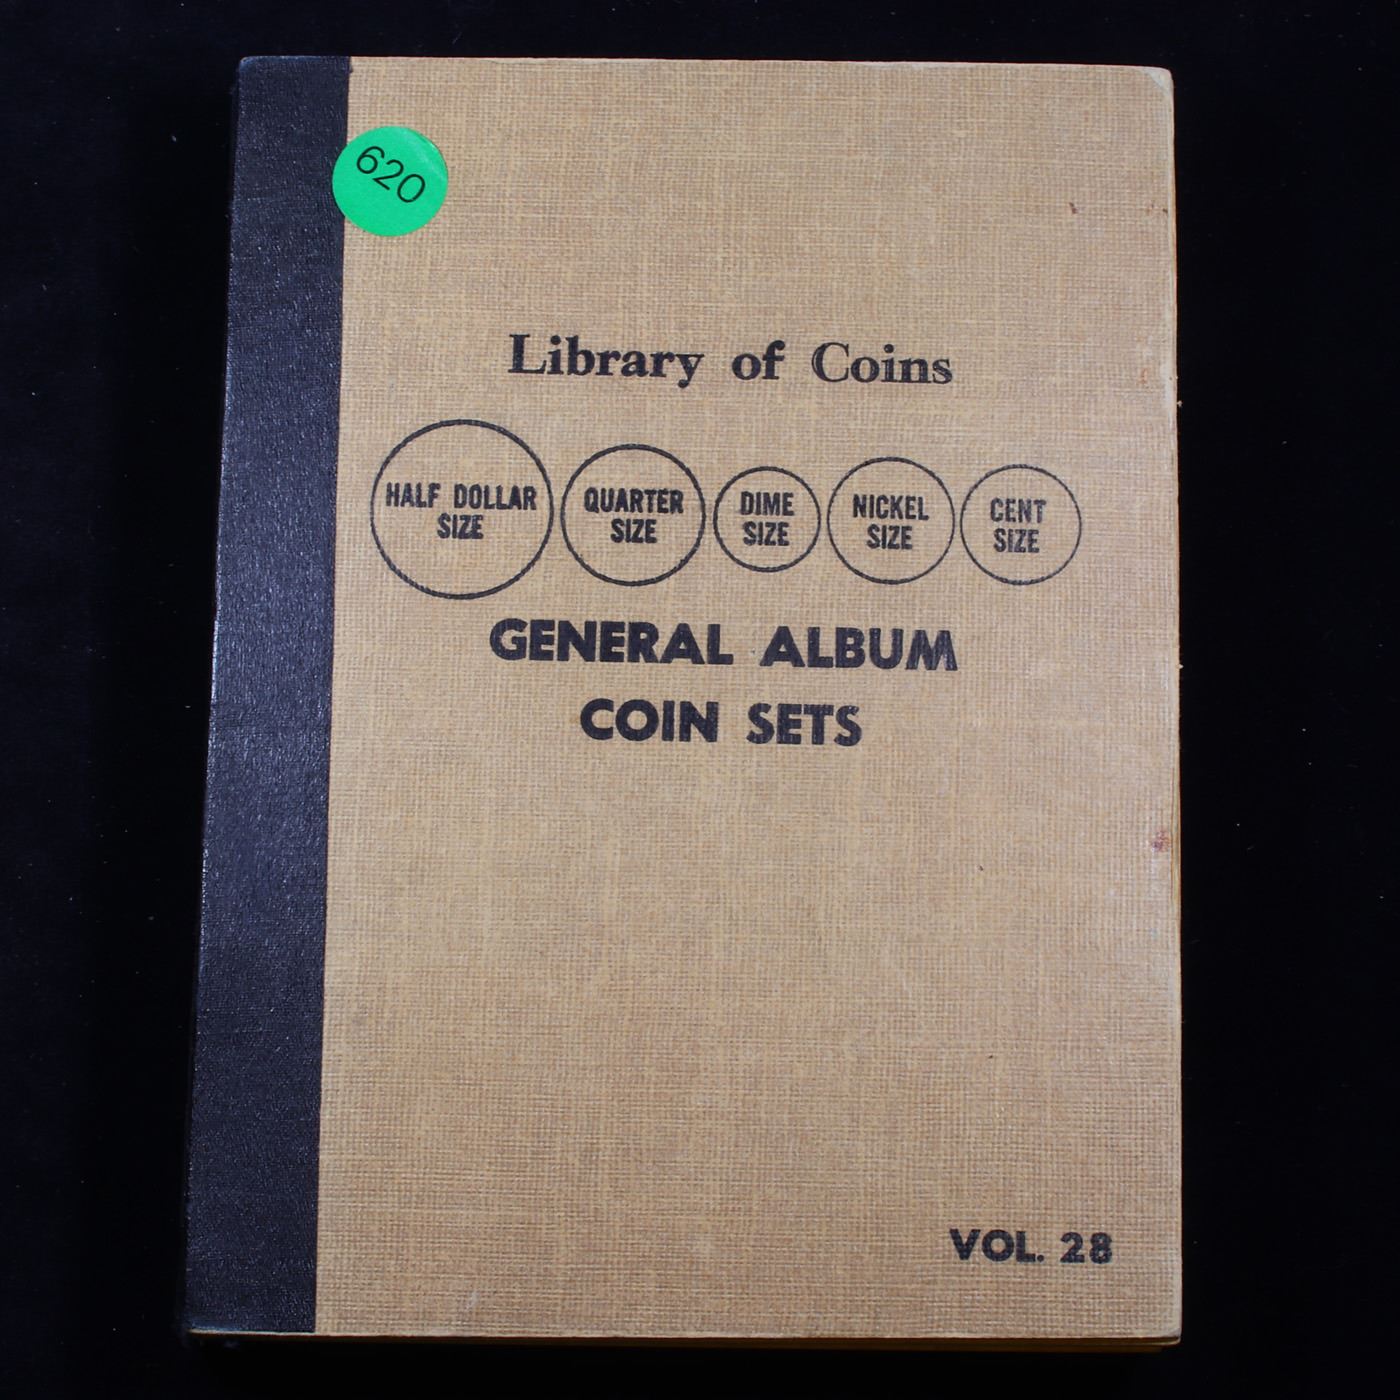 620
Library of Coins
HALF DOLLAR
SIZE
QUARTER
SIZE
DIME
SIZE
NICKEL
SIZE
CENT
SIZE
GENERAL ALBUM
COIN SETS
VOL. 28